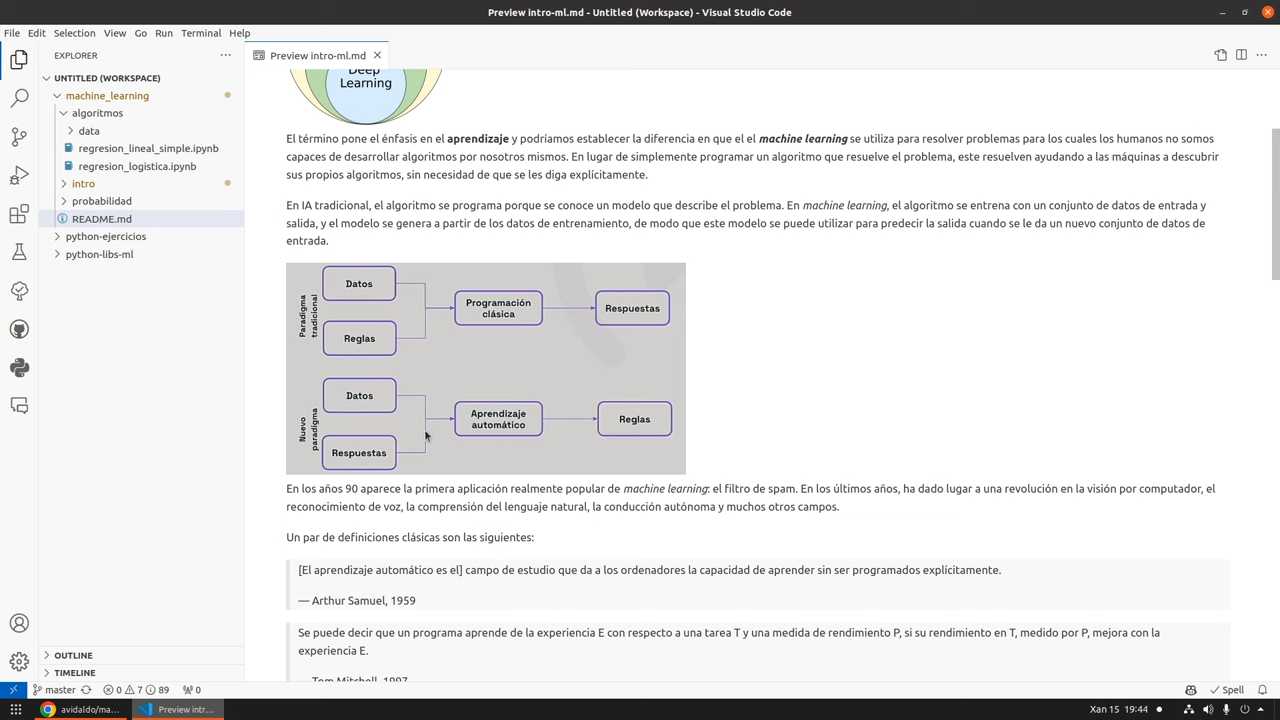 Preview intro-ml.md - Untitled (Workspace) - Visual Studio Code
File Edit Selection View Go Run Terminal Help
EXPLORER
Preview intro-ml.md
UNTITLED (WORKSPACE)
machine_learning
algoritmos
data
regresion_lineal_simple.ipynb
regresion_logistica.ipynb
intro
probabilidad
README.md
python-ejercicios
python-libs-ml
OUTLINE
TIMELINE
Deep
Learning
El término pone el énfasis en el aprendizaje y podríamos establecer la diferencia en que el el machine learning se utiliza para resolver problemas para los cuales los humanos no somos
capaces de desarrollar algoritmos por nosotros mismos. En lugar de simplemente programar un algoritmo que resuelve el problema, este resuelven ayudando a las máquinas a descubrir
sus propios algoritmos, sin necesidad de que se les diga explícitamente.
En IA tradicional, el algoritmo se programa porque se conoce un modelo que describe el problema. En machine learning, el algoritmo se entrena con un conjunto de datos de entrada y
salida, y el modelo se genera a partir de los datos de entrenamiento, de modo que este modelo se puede utilizar para predecir la salida cuando se le da un nuevo conjunto de datos de
entrada.
Paradigma
tradicional
Datos
Reglas
Programación
clásica
Respuestas
Nuevo
paradigma
Datos
Respuestas
Aprendizaje
automático
Reglas
En los años 90 aparece la primera aplicación realmente popular de machine learning: el filtro de spam. En los últimos años, ha dado lugar a una revolución en la visión por computador, el
reconocimiento de voz, la comprensión del lenguaje natural, la conducción autónoma y muchos otros campos.
Un par de definiciones clásicas son las siguientes:
[El aprendizaje automático es el] campo de estudio que da a los ordenadores la capacidad de aprender sin ser programados explícitamente.
— Arthur Samuel, 1959
Se puede decir que un programa aprende de la experiencia E con respecto a una tarea T y una medida de rendimiento P, si su rendimiento en T, medido por P, mejora con la
experiencia E.
— Tom Mitchell, 1997
master 0 7 89 0
Spell
avidaldo/ma...
Preview intr...
Xan 15 19:44